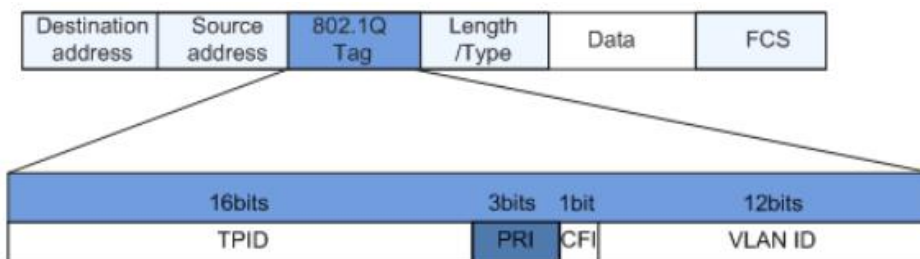 Destination address Source address 802.1Q Tag Length /Type Data FCS
16bits 3bits 1bit 12bits
TPID PRI CFI VLAN ID